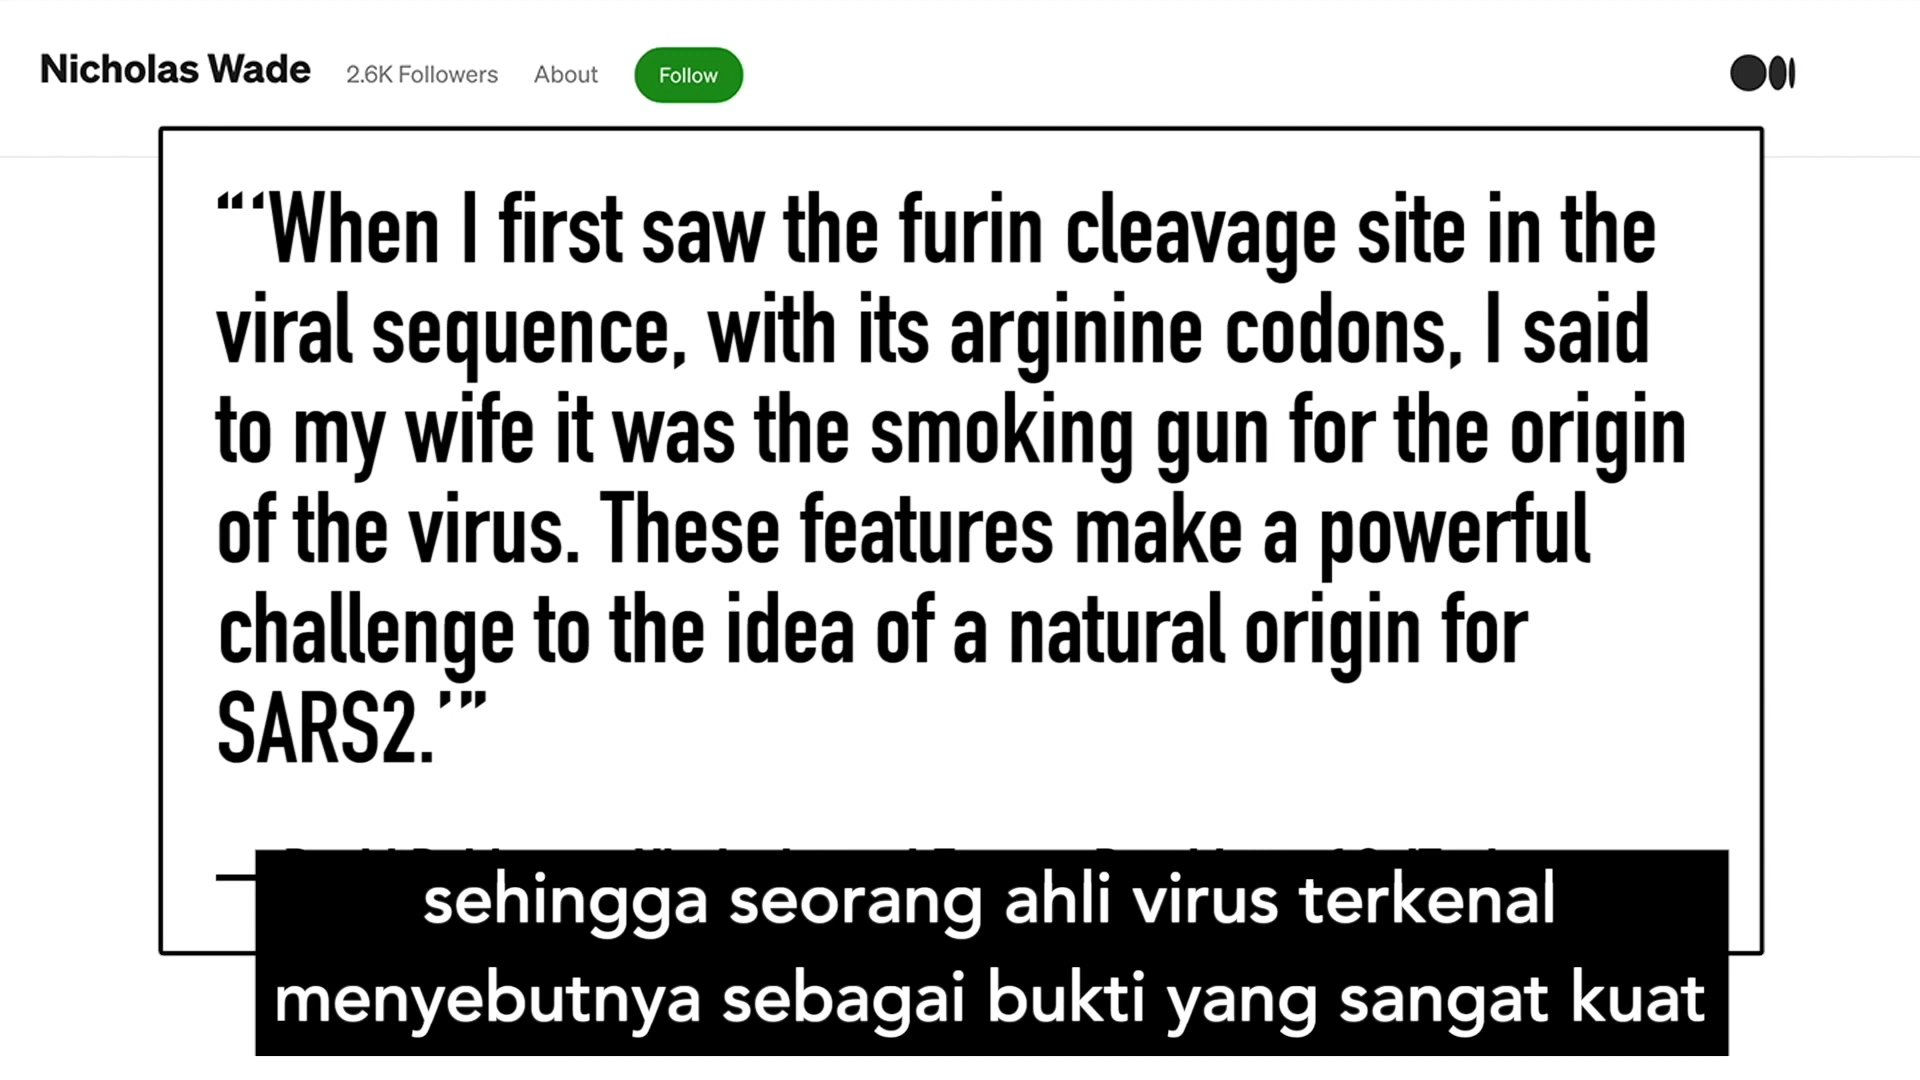 Nicholas Wade 2.6K Followers About Follow
“‘When I first saw the furin cleavage site in the
viral sequence, with its arginine codons, I said
to my wife it was the smoking gun for the origin
of the virus. These features make a powerful
challenge to the idea of a natural origin for
SARS2.’”
sehingga seorang ahli virus terkenal
menyebutnya sebagai bukti yang sangat kuat